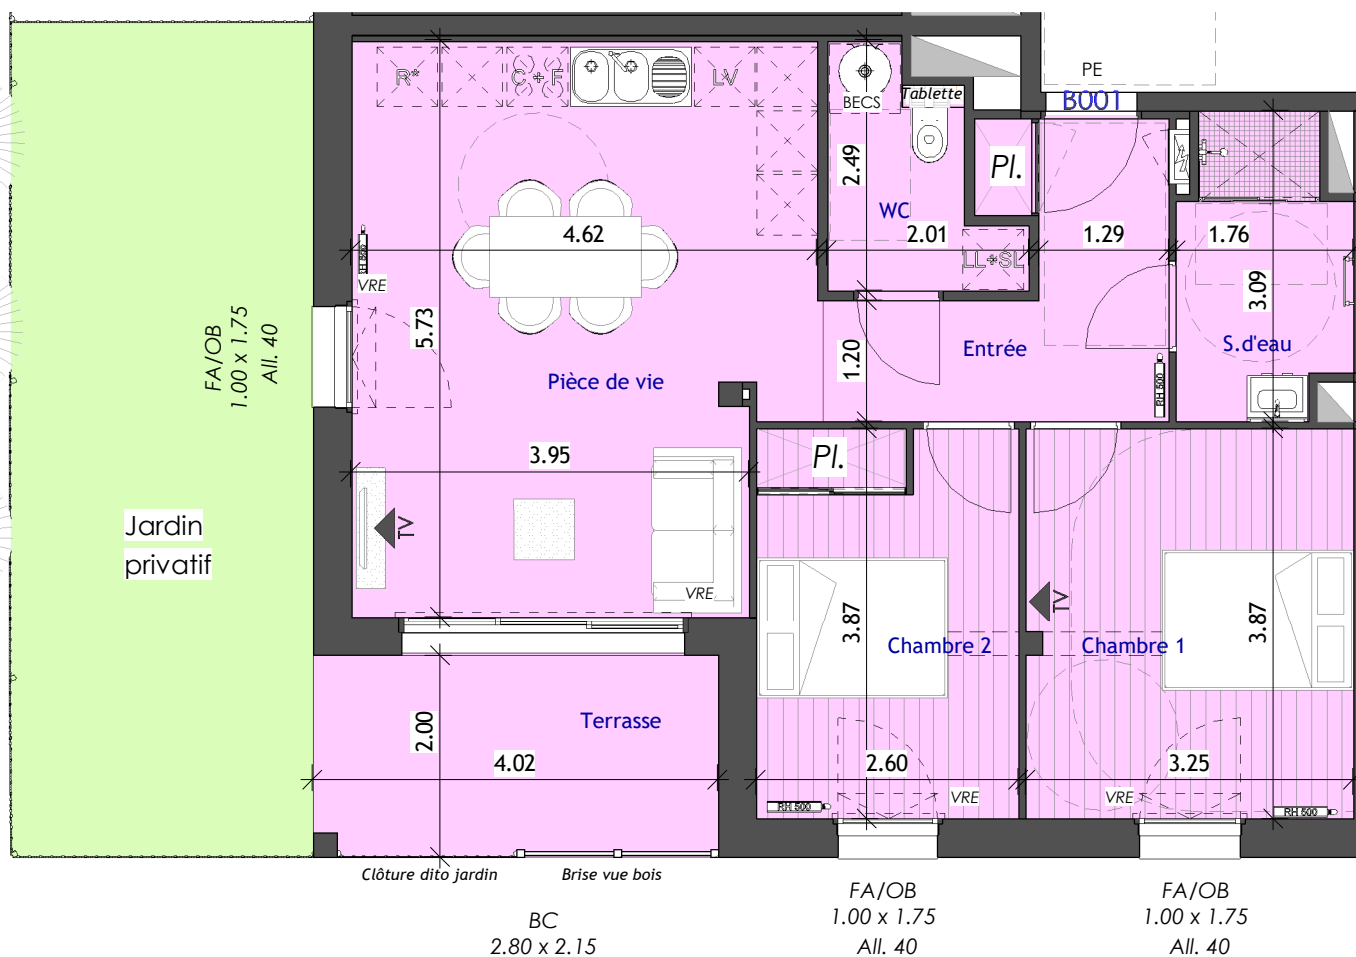 PE
B001
R*
C + F
LV
BECS
Tablette
2.49
Pl.
WC
4.62
2.01
1.29
1.76
LL+SL
RH 500
VRE
3.09
FA/OB
1.00 x 1.75
All. 40
5.73
1.20
Entrée
S.d'eau
Pièce de vie
RH 500
3.95
Pl.
Jardin
privatif
TV
VRE
TV
3.87
3.87
Chambre 2
Chambre 1
Terrasse
2.00
4.02
2.60
3.25
VRE
VRE
RH 500
RH 500
Clôture dito jardin
Brise vue bois
BC
2.80 x 2.15
FA/OB
1.00 x 1.75
All. 40
FA/OB
1.00 x 1.75
All. 40